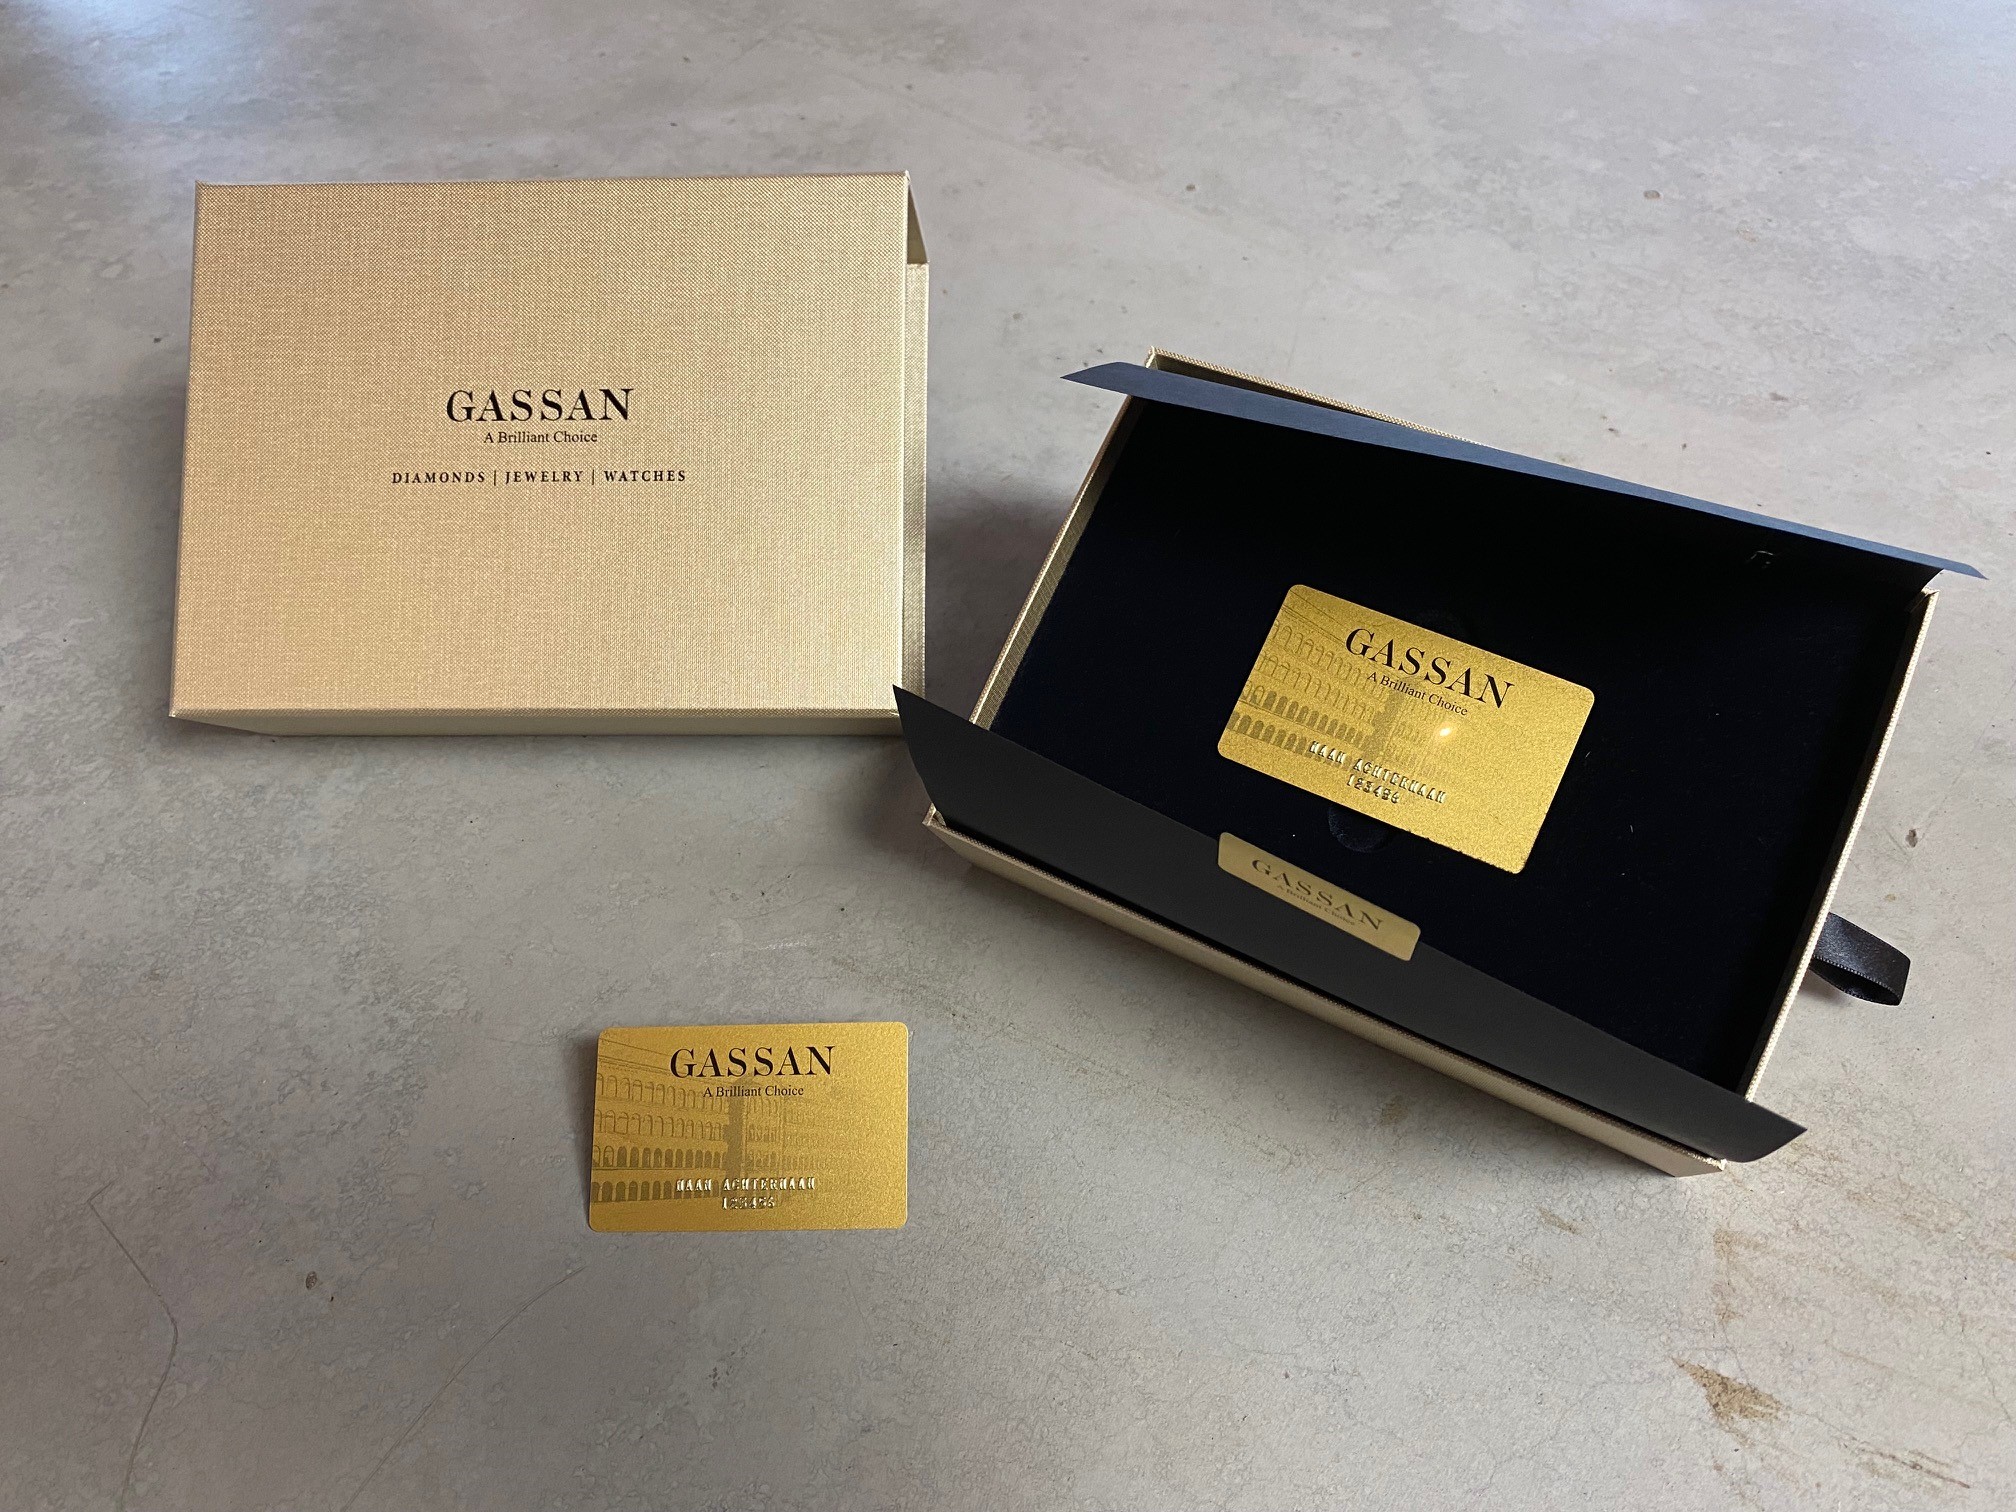 GASSAN
A Brilliant Choice
DIAMONDS | JEWELRY | WATCHES
GASSAN
A Brilliant Choice
NAAM ACHTERNAAM
123456
GASSAN
A Brilliant Choice
GASSAN
A Brilliant Choice
NAAM ACHTERNAAM
123456